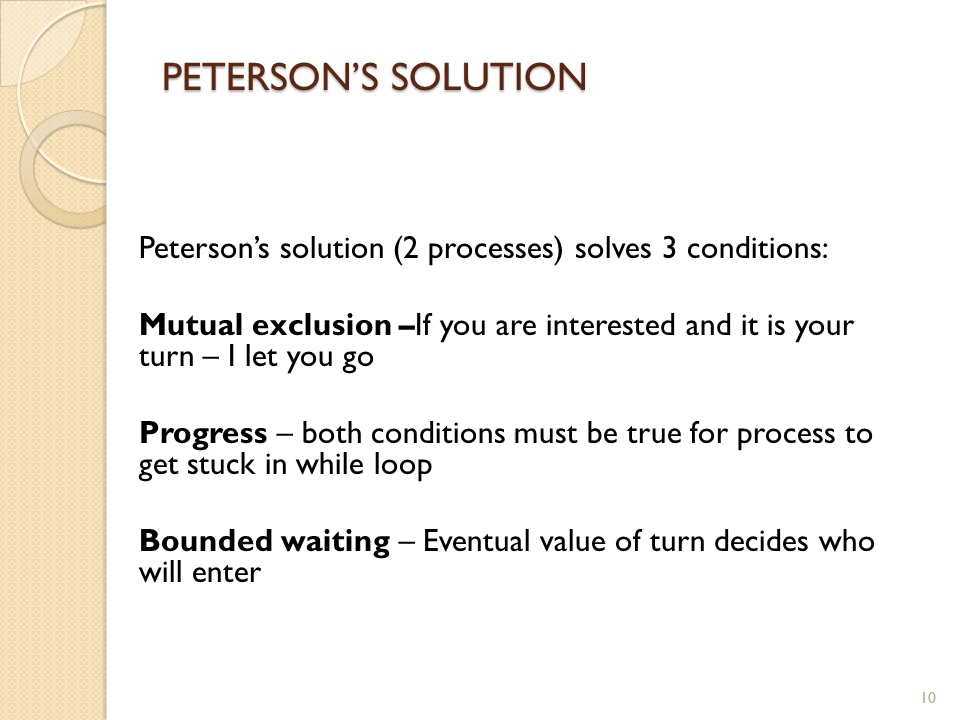 PETERSON’S SOLUTION
Peterson’s solution (2 processes) solves 3 conditions:
Mutual exclusion –If you are interested and it is your
turn – I let you go
Progress – both conditions must be true for process to
get stuck in while loop
Bounded waiting – Eventual value of turn decides who
will enter
10